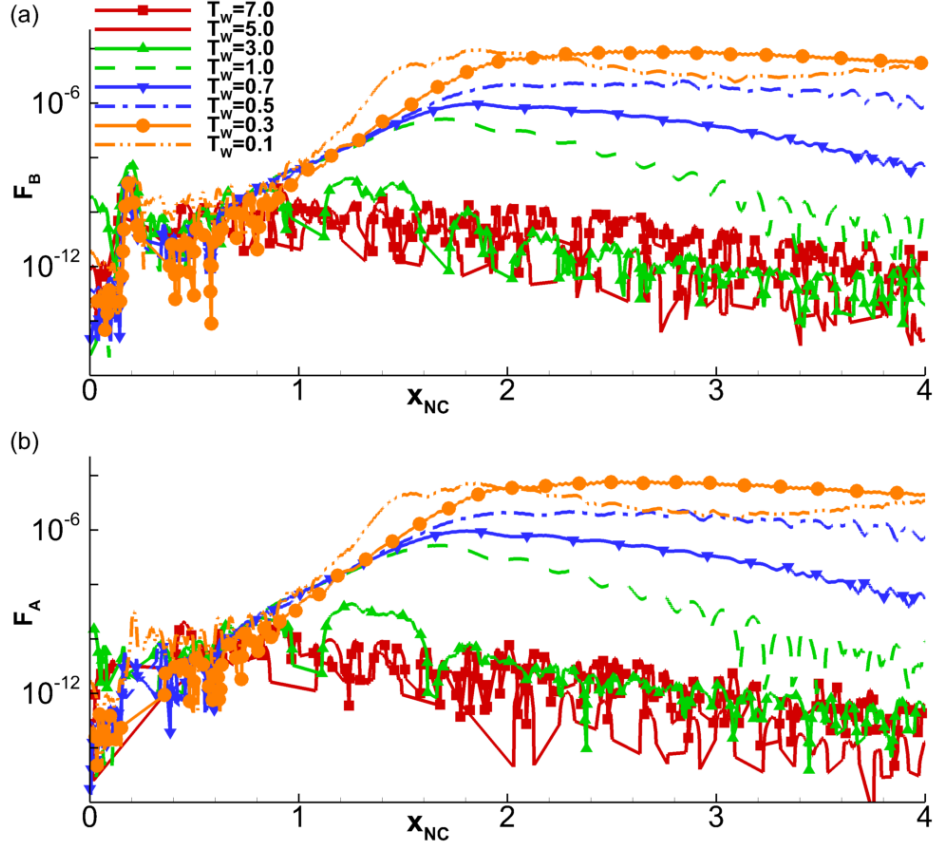 (a)
T_W=7.0
T_W=5.0
T_W=3.0
T_W=1.0
T_W=0.7
T_W=0.5
T_W=0.3
T_W=0.1
10^-6
10^-12
F_B
0 1 2 3 4
x_NC
(b)
10^-6
10^-12
F_A
0 1 2 3 4
x_NC